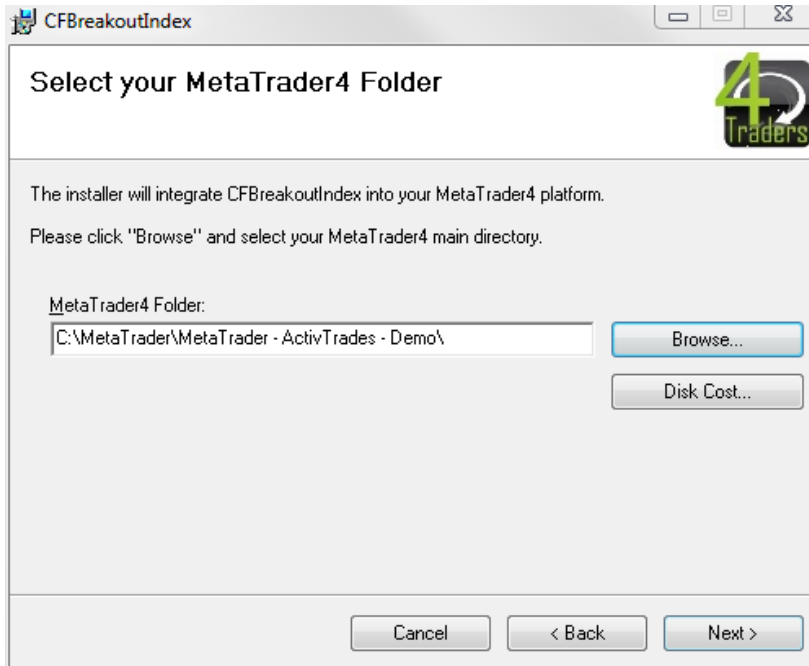 CFBreakoutIndex
Select your MetaTrader4 Folder
4
Traders
The installer will integrate CFBreakoutIndex into your MetaTrader4 platform.
Please click "Browse" and select your MetaTrader4 main directory.
MetaTrader4 Folder:
C:\MetaTrader\MetaTrader - ActivTrades - Demo\
Browse...
Disk Cost...
Cancel
< Back
Next >